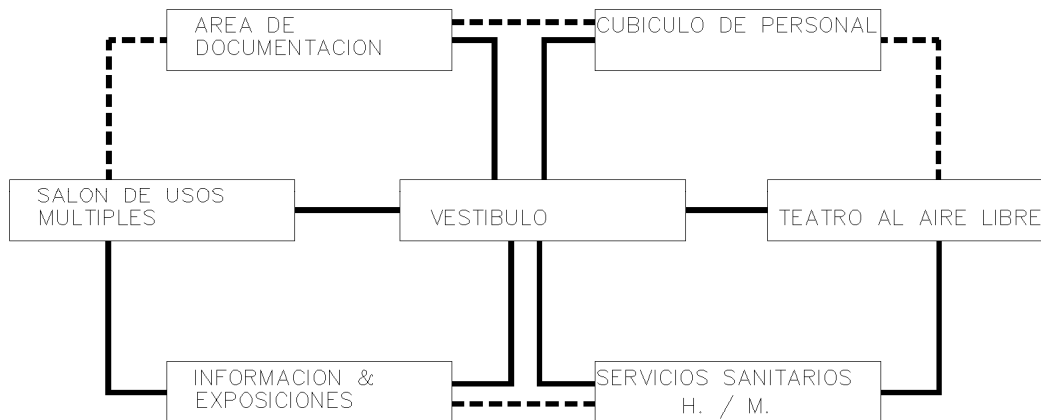 AREA DE
DOCUMENTACION
CUBICULO DE PERSONAL
SALON DE USOS
MULTIPLES
VESTIBULO
TEATRO AL AIRE LIBRE
INFORMACION &
EXPOSICIONES
SERVICIOS SANITARIOS
H. / M.